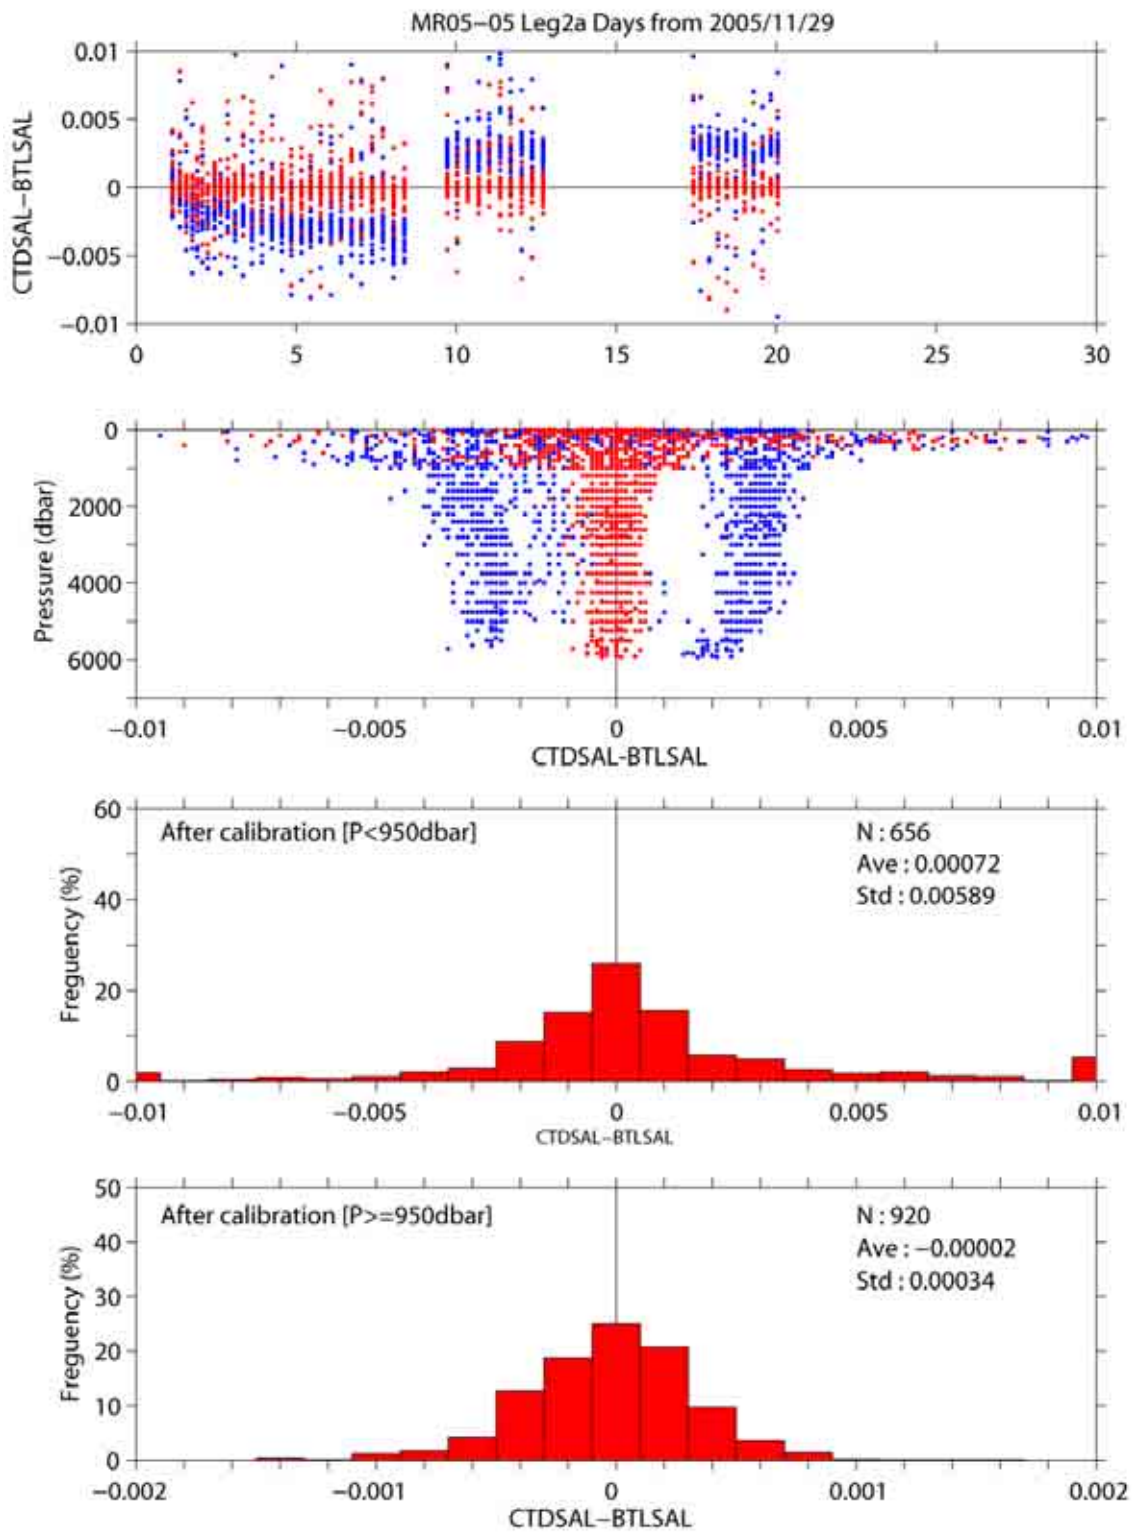 MR05−05 Leg2a Days from 2005/11/29
CTDSAL−BTLSAL
0.01
0.005
0
−0.005
−0.01
0 5 10 15 20 25 30
Pressure (dbar)
0
2000
4000
6000
−0.01 −0.005 0 0.005 0.01
CTDSAL-BTLSAL
Freguency (%)
60
40
20
0
After calibration [P<950dbar]
N : 656
Ave : 0.00072
Std : 0.00589
−0.01 −0.005 0 0.005 0.01
CTDSAL−BTLSAL
Freguency (%)
50
40
30
20
10
0
After calibration [P>=950dbar]
N : 920
Ave : −0.00002
Std : 0.00034
−0.002 −0.001 0 0.001 0.002
CTDSAL−BTLSAL